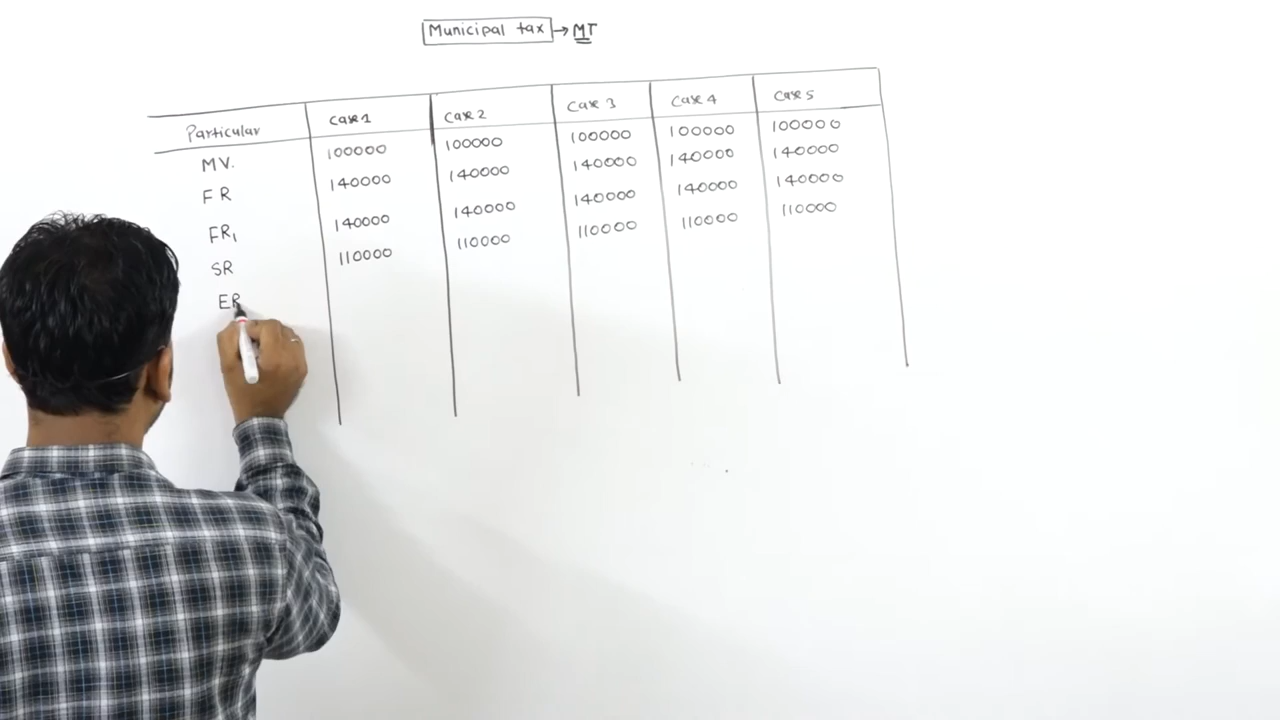 Municipal tax → MT
Particular Case 1 Case 2 Case 3 Case 4 Case 5
MV. 100000 100000 100000 100000 100000
FR 140000 140000 140000 140000 140000
FR₁ 140000 140000 140000 140000 140000
SR 110000 110000 110000 110000 110000
ER